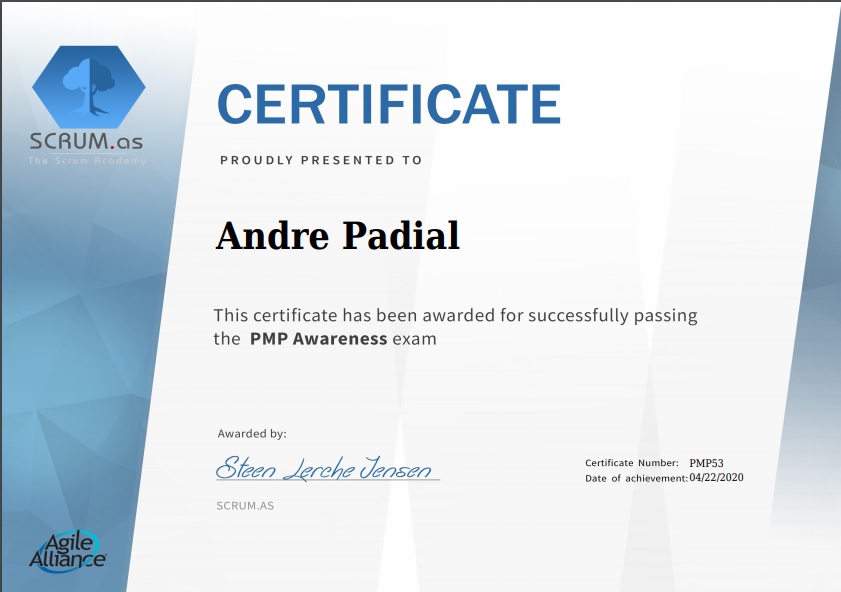 SCRUM.as
The Scrum Academy
CERTIFICATE
PROUDLY PRESENTED TO
Andre Padial
This certificate has been awarded for successfully passing
the PMP Awareness exam
Awarded by:
Steen Lerche Jensen
SCRUM.AS
Certificate Number: PMP53
Date of achievement: 04/22/2020
Agile
Alliance